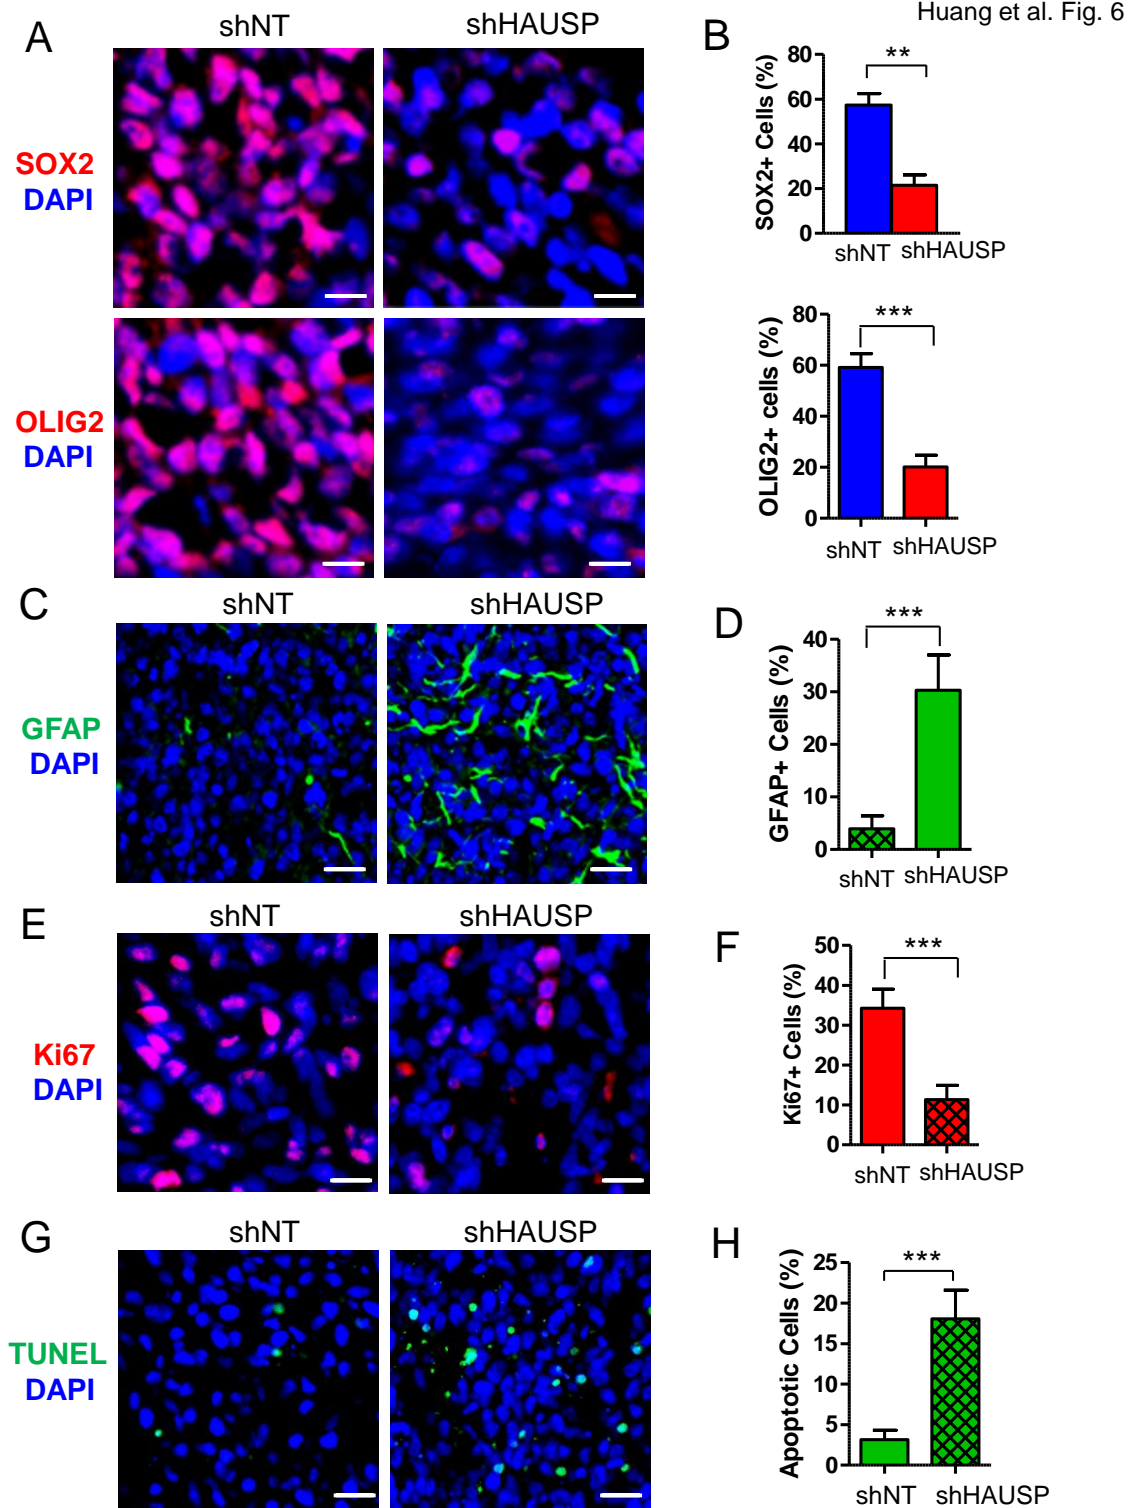 Huang et al. Fig. 6
A
shNT
shHAUSP
SOX2
DAPI
OLIG2
DAPI
B
SOX2+ Cells (%)
80
60
40
20
0
**
shNT
shHAUSP
OLIG2+ cells (%)
80
60
40
20
0
***
shNT
shHAUSP
C
shNT
shHAUSP
GFAP
DAPI
D
GFAP+ Cells (%)
40
30
20
10
0
***
shNT
shHAUSP
E
shNT
shHAUSP
Ki67
DAPI
F
Ki67+ Cells (%)
50
40
30
20
10
0
***
shNT
shHAUSP
G
shNT
shHAUSP
TUNEL
DAPI
H
Apoptotic Cells (%)
25
20
15
10
5
0
***
shNT
shHAUSP